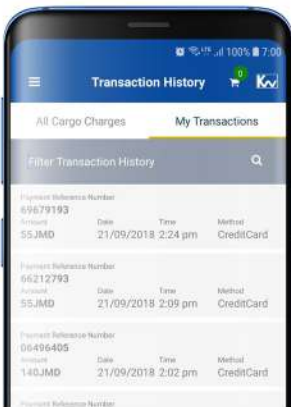 LTE 100% 7:00
Transaction History 0 KW
All Cargo Charges My Transactions
Filter Transaction History
Payment Reference Number
69679193
Amount Date Time Method
55JMD 21/09/2018 2:24 pm CreditCard
Payment Reference Number
66212793
Amount Date Time Method
55JMD 21/09/2018 2:09 pm CreditCard
Payment Reference Number
06496405
Amount Date Time Method
140JMD 21/09/2018 2:02 pm CreditCard
Payment Reference Number